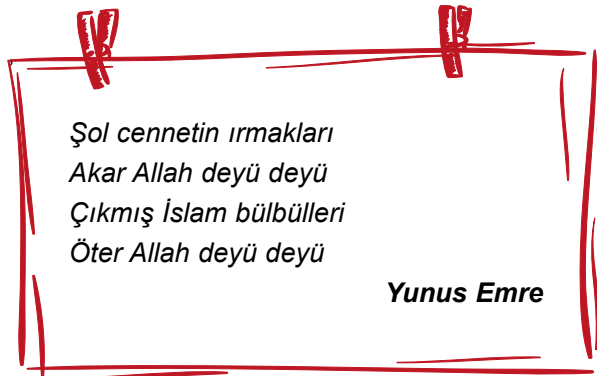 Şol cennetin ırmakları
Akar Allah deyü deyü
Çıkmış İslam bülbülleri
Öter Allah deyü deyü
Yunus Emre